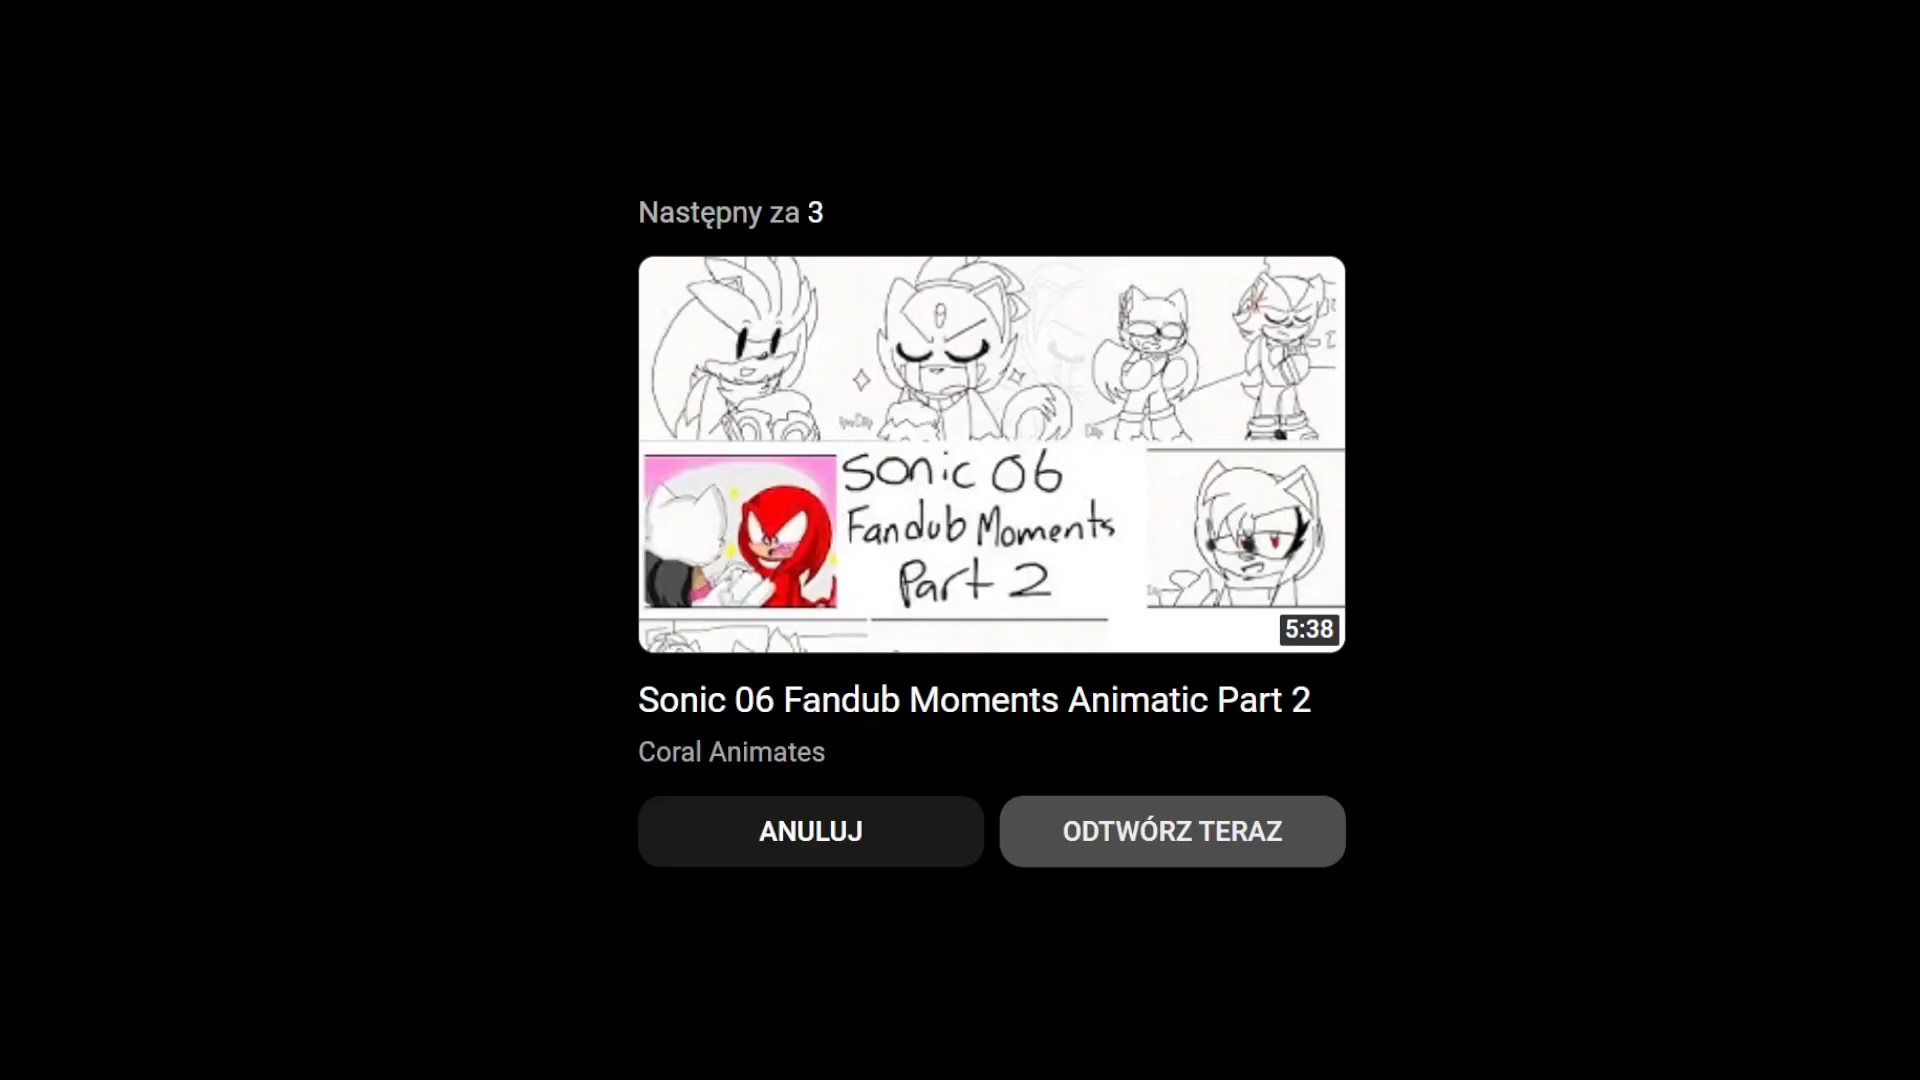 Następny za 3
Sonic 06
Fandub Moments
Part 2
5:38
Sonic 06 Fandub Moments Animatic Part 2
Coral Animates
ANULUJ
ODTWÓRZ TERAZ